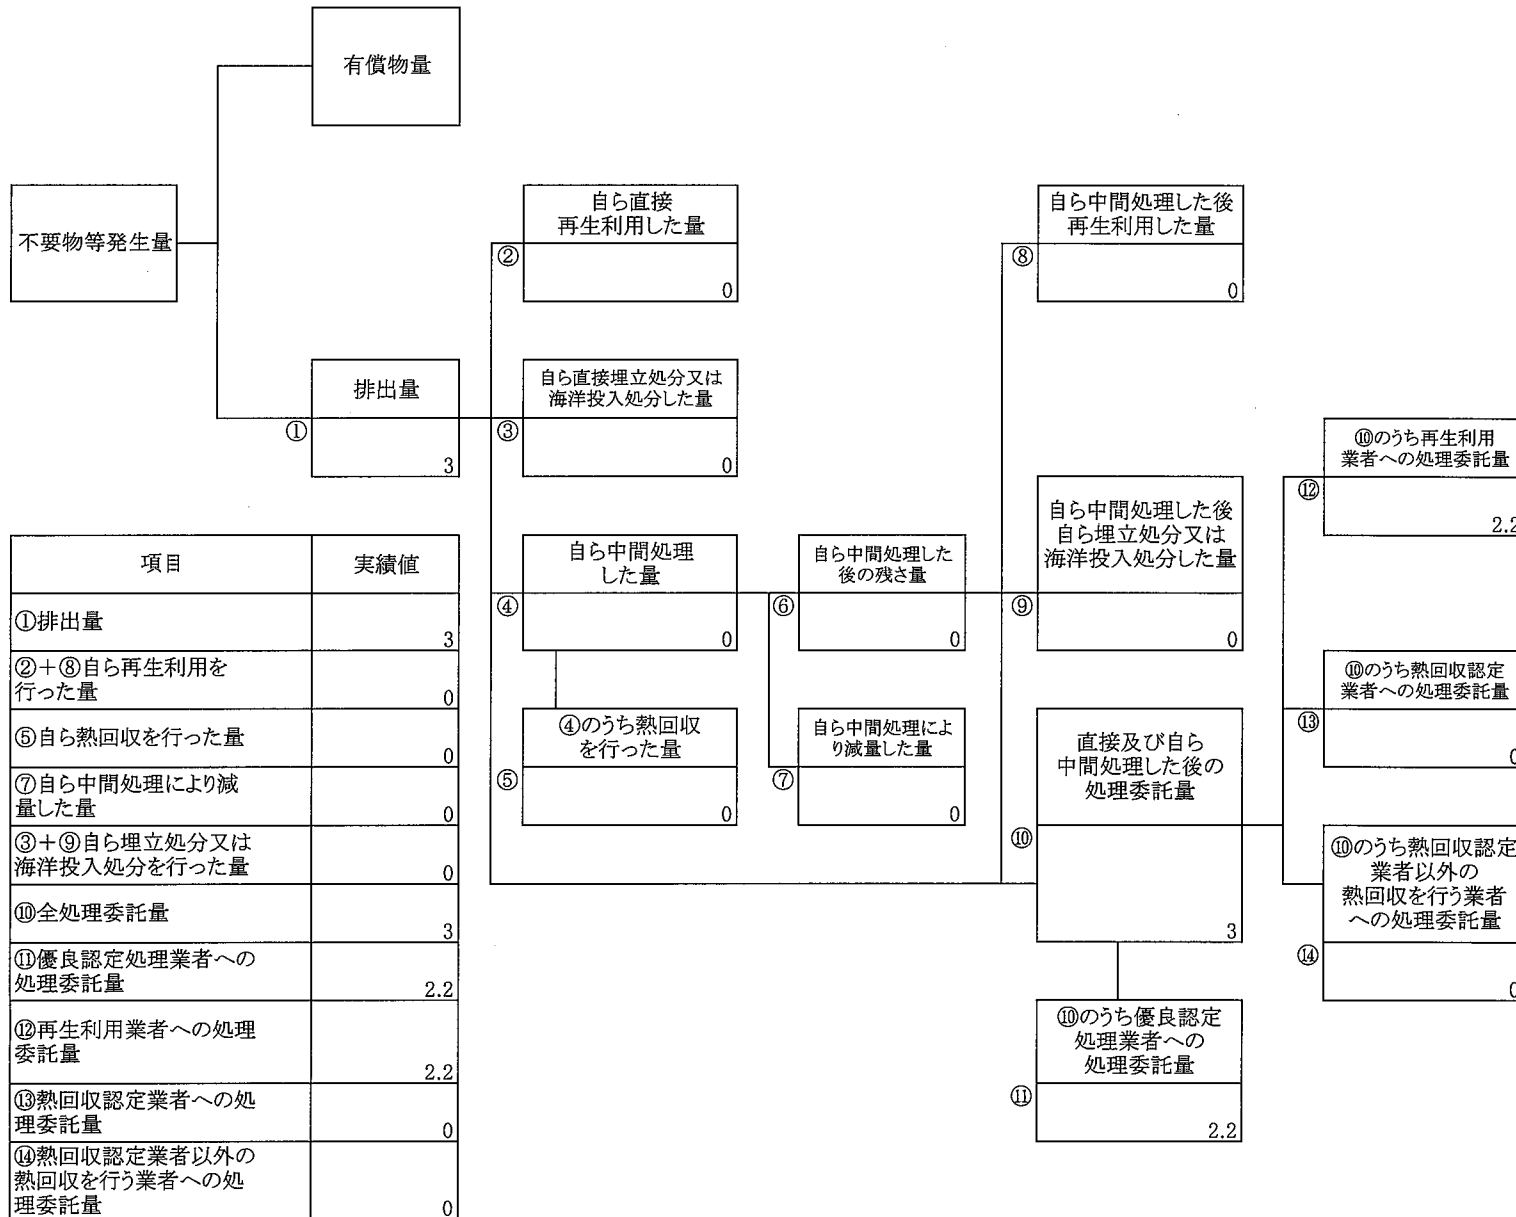 有償物量
不要物等発生量
自ら直接
再生利用した量
②
0
自ら中間処理した後
再生利用した量
⑧
0
排出量
①
3
自ら直接埋立処分又は
海洋投入処分した量
③
0
⑩のうち再生利用
業者への処理委託量
⑫
2.2
自ら中間処理
した量
④
0
自ら中間処理した
後の残さ量
⑥
0
自ら中間処理した後
自ら埋立処分又は
海洋投入処分した量
⑨
0
⑩のうち熱回収認定
業者への処理委託量
⑬
0
④のうち熱回収
を行った量
⑤
0
自ら中間処理によ
り減量した量
⑦
0
直接及び自ら
中間処理した後の
処理委託量
⑩
3
⑩のうち熱回収認定
業者以外の
熱回収を行う業者
への処理委託量
⑭
0
⑩のうち優良認定
処理業者への
処理委託量
⑪
2.2
項目 実績値
①排出量
3
②+⑧自ら再生利用を
行った量
0
⑤自ら熱回収を行った量
0
⑦自ら中間処理により減
量した量
0
③+⑨自ら埋立処分又は
海洋投入処分を行った量
0
⑩全処理委託量
3
⑪優良認定処理業者への
処理委託量
2.2
⑫再生利用業者への処理
委託量
2.2
⑬熱回収認定業者への処
理委託量
0
⑭熱回収認定業者以外の
熱回収を行う業者への処
理委託量
0